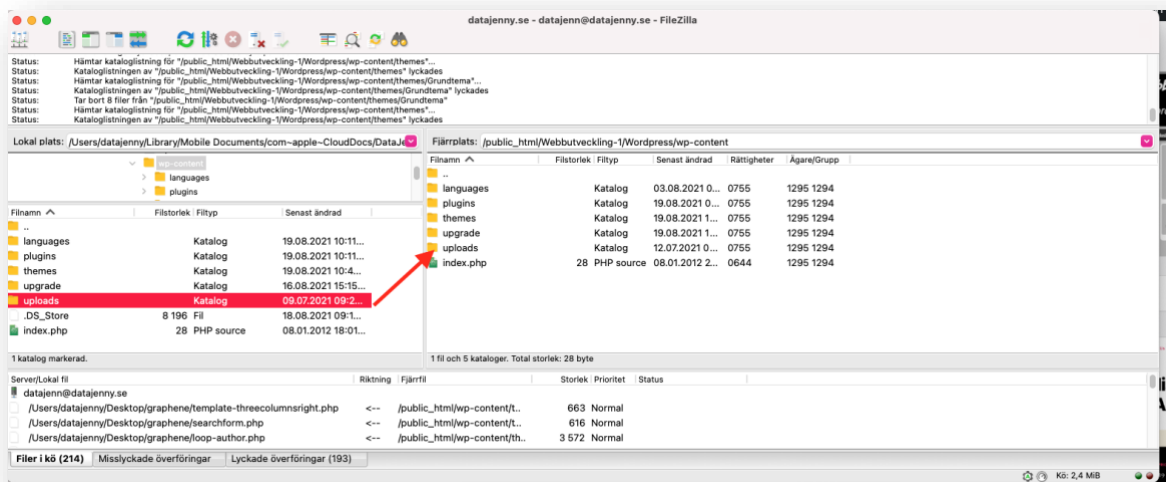 datajenny.se - datajenn@datajenny.se - FileZilla
Status: Hämtar kataloglistning för "/public_html/Webbutveckling-1/Wordpress/wp-content/themes"...
Status: Kataloglistningen av "/public_html/Webbutveckling-1/Wordpress/wp-content/themes" lyckades
Status: Hämtar kataloglistning för "/public_html/Webbutveckling-1/Wordpress/wp-content/themes/Grundtema"...
Status: Kataloglistningen av "/public_html/Webbutveckling-1/Wordpress/wp-content/themes/Grundtema" lyckades
Status: Tar bort 8 filer från "/public_html/Webbutveckling-1/Wordpress/wp-content/themes/Grundtema"
Status: Hämtar kataloglistning för "/public_html/Webbutveckling-1/Wordpress/wp-content/themes"...
Status: Kataloglistningen av "/public_html/Webbutveckling-1/Wordpress/wp-content/themes" lyckades
Lokal plats: /Users/datajenny/Library/Mobile Documents/com~apple~CloudDocs/DataJe
wp-content
languages
plugins
Filnamn Filstorlek Filtyp Senast ändrad
..
languages Katalog 19.08.2021 10:11...
plugins Katalog 19.08.2021 10:11...
themes Katalog 19.08.2021 10:4...
upgrade Katalog 16.08.2021 15:15...
uploads Katalog 09.07.2021 09:2...
.DS_Store 8 196 Fil 18.08.2021 09:1...
index.php 28 PHP source 08.01.2012 18:01...
1 katalog markerad.
Fjärrplats: /public_html/Webbutveckling-1/Wordpress/wp-content
Filnamn Filstorlek Filtyp Senast ändrad Rättigheter Ägare/Grupp
..
languages Katalog 03.08.2021 0... 0755 1295 1294
plugins Katalog 19.08.2021 0... 0755 1295 1294
themes Katalog 19.08.2021 1... 0755 1295 1294
upgrade Katalog 19.08.2021 1... 0755 1295 1294
uploads Katalog 12.07.2021 0... 0755 1295 1294
index.php 28 PHP source 08.01.2012 2... 0644 1295 1294
1 fil och 5 kataloger. Total storlek: 28 byte
Server/Lokal fil Riktning Fjärrfil Storlek Prioritet Status
datajenn@datajenny.se
/Users/datajenny/Desktop/graphene/template-threecolumnsright.php <-- /public_html/wp-content/t.. 663 Normal
/Users/datajenny/Desktop/graphene/searchform.php <-- /public_html/wp-content/t.. 616 Normal
/Users/datajenny/Desktop/graphene/loop-author.php <-- /public_html/wp-content/th.. 3 572 Normal
Filer i kö (214) Misslyckade överföringar Lyckade överföringar (193)
Kö: 2,4 MiB